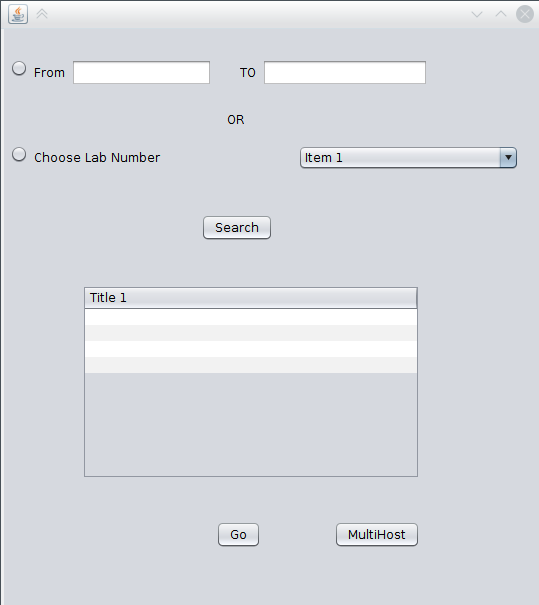 From TO
OR
Choose Lab Number Item 1
Search
Title 1
Go MultiHost